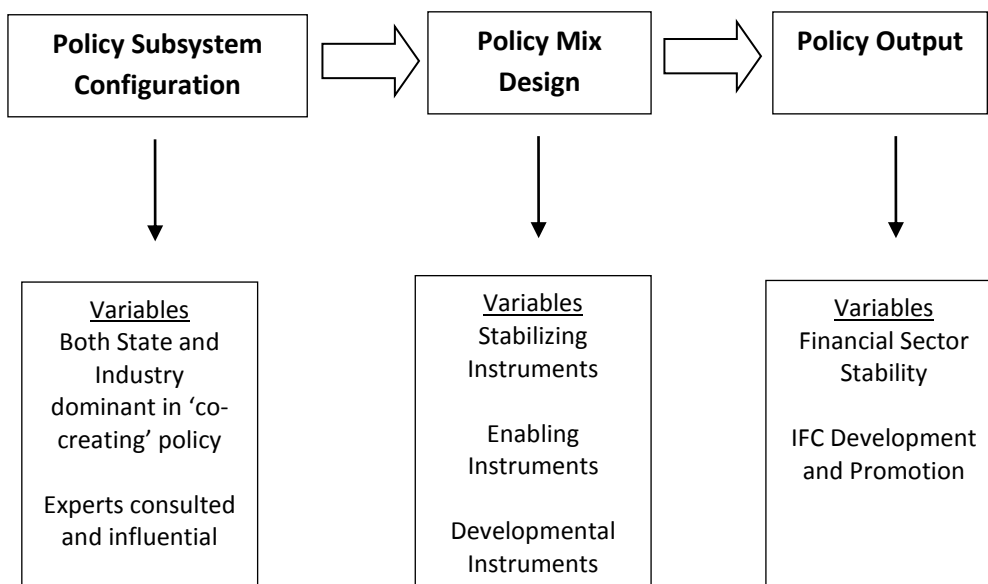 Policy Subsystem
Configuration
Policy Mix
Design
Policy Output
Variables
Both State and
Industry
dominant in ‘co-
creating’ policy
Experts consulted
and influential
Variables
Stabilizing
Instruments
Enabling
Instruments
Developmental
Instruments
Variables
Financial Sector
Stability
IFC Development
and Promotion